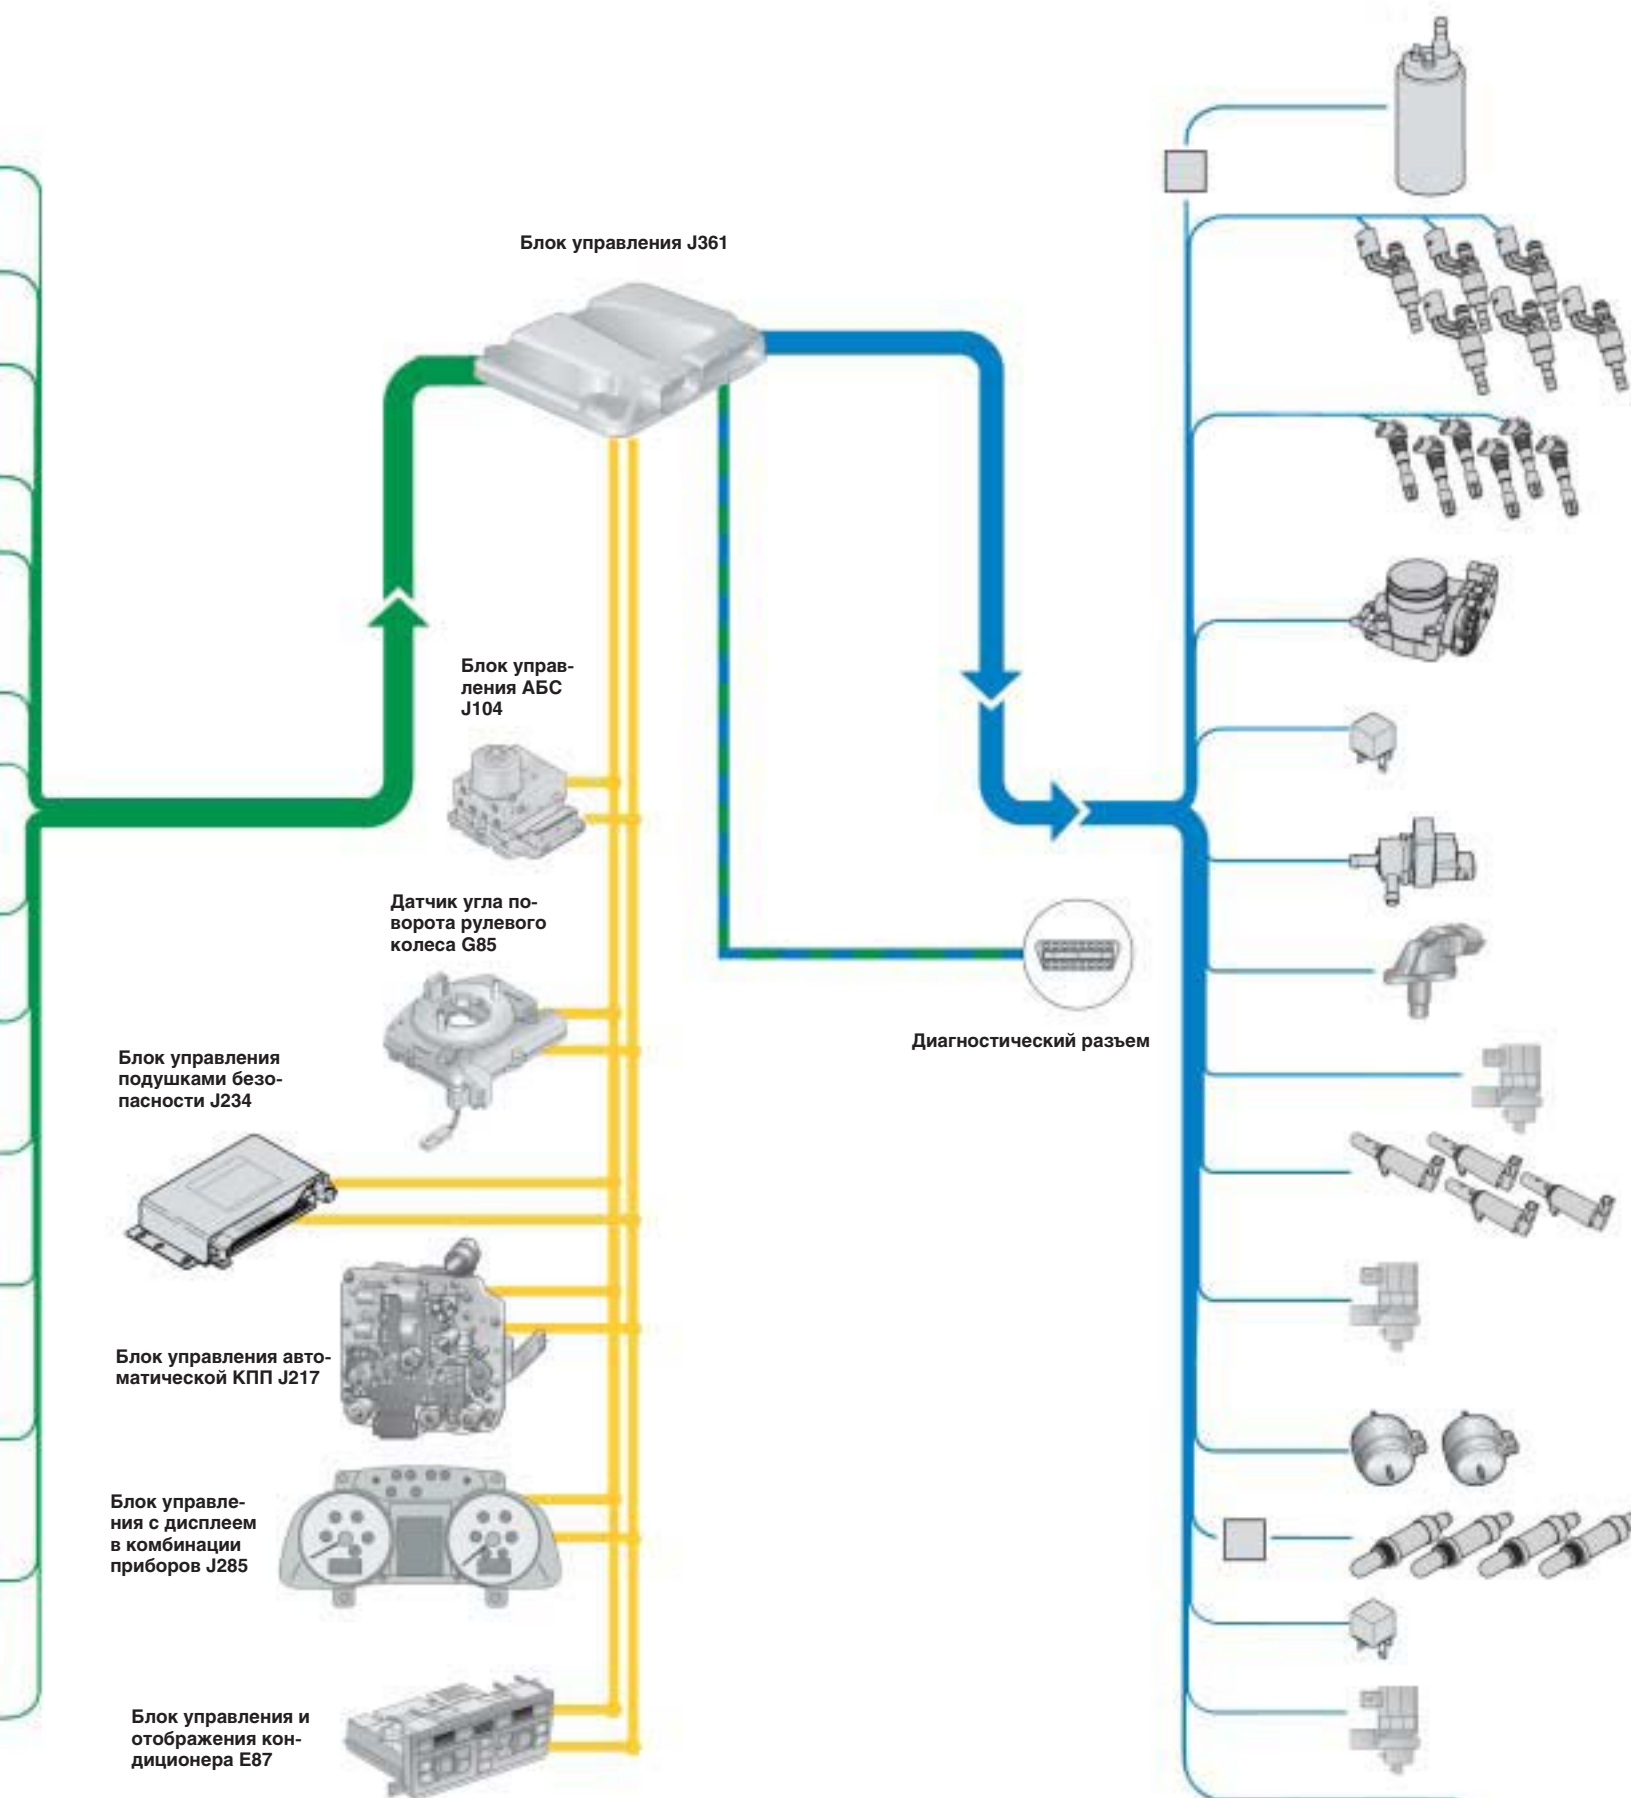 Блок управления J361
Блок управ-
ления АБС
J104
Датчик угла по-
ворота рулевого
колеса G85
Диагностический разъем
Блок управления
подушками безо-
пасности J234
Блок управления авто-
матической КПП J217
Блок управле-
ния с дисплеем
в комбинации
приборов J285
Блок управления и
отображения кон-
диционера E87